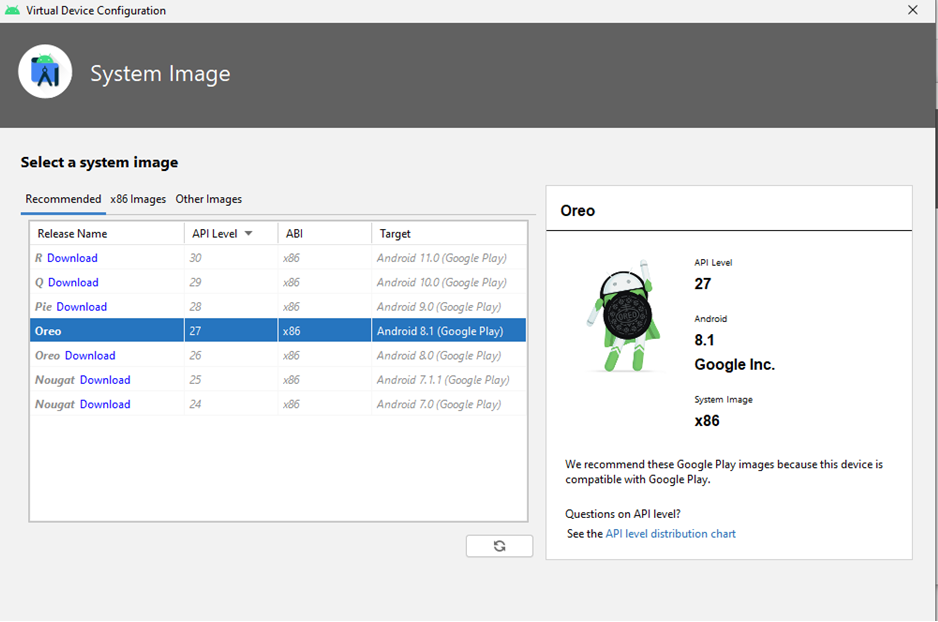 Virtual Device Configuration
System Image
Select a system image
Recommended x86 Images Other Images
Release Name API Level ABI Target
R Download 30 x86 Android 11.0 (Google Play)
Q Download 29 x86 Android 10.0 (Google Play)
Pie Download 28 x86 Android 9.0 (Google Play)
Oreo 27 x86 Android 8.1 (Google Play)
Oreo Download 26 x86 Android 8.0 (Google Play)
Nougat Download 25 x86 Android 7.1.1 (Google Play)
Nougat Download 24 x86 Android 7.0 (Google Play)
Oreo
OREO
API Level
27
Android
8.1
Google Inc.
System Image
x86
We recommend these Google Play images because this device is
compatible with Google Play.
Questions on API level?
See the API level distribution chart